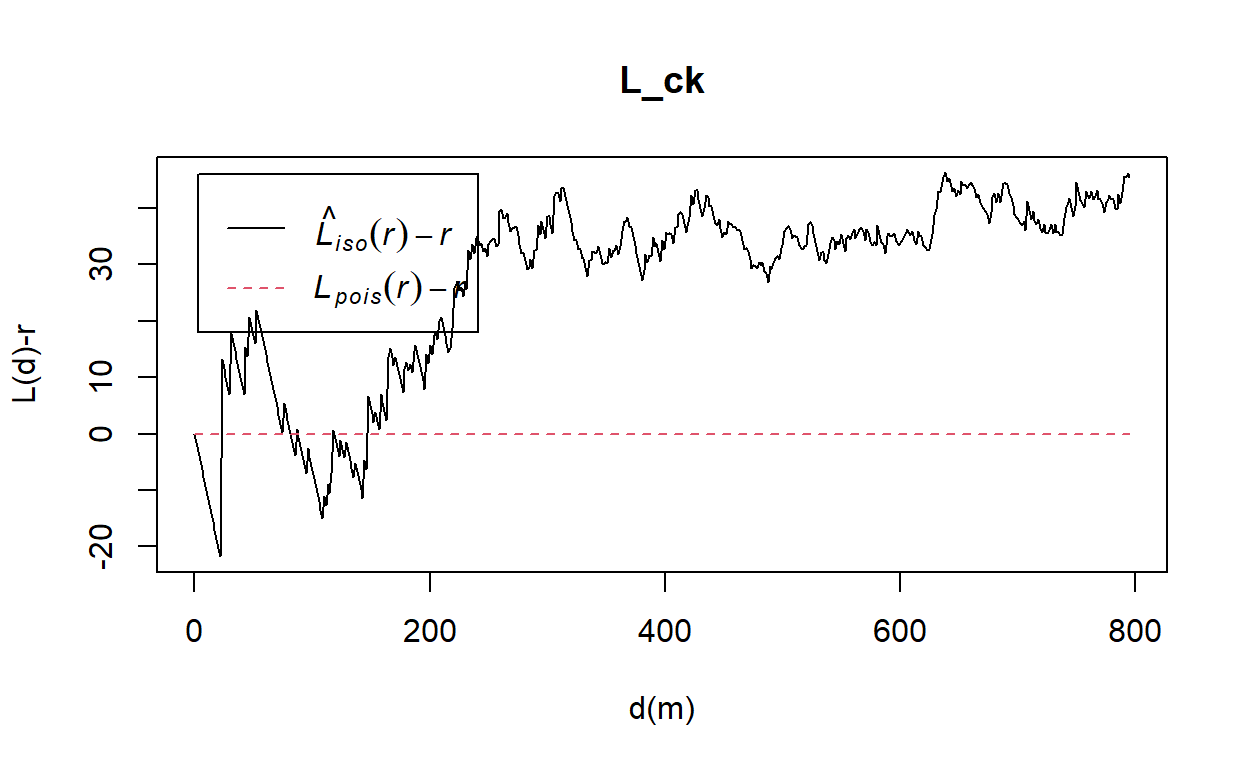 L_ck
L̂iso(r) – r
Lpois(r) – r
L(d)-r
30
10
0
-20
0 200 400 600 800
d(m)